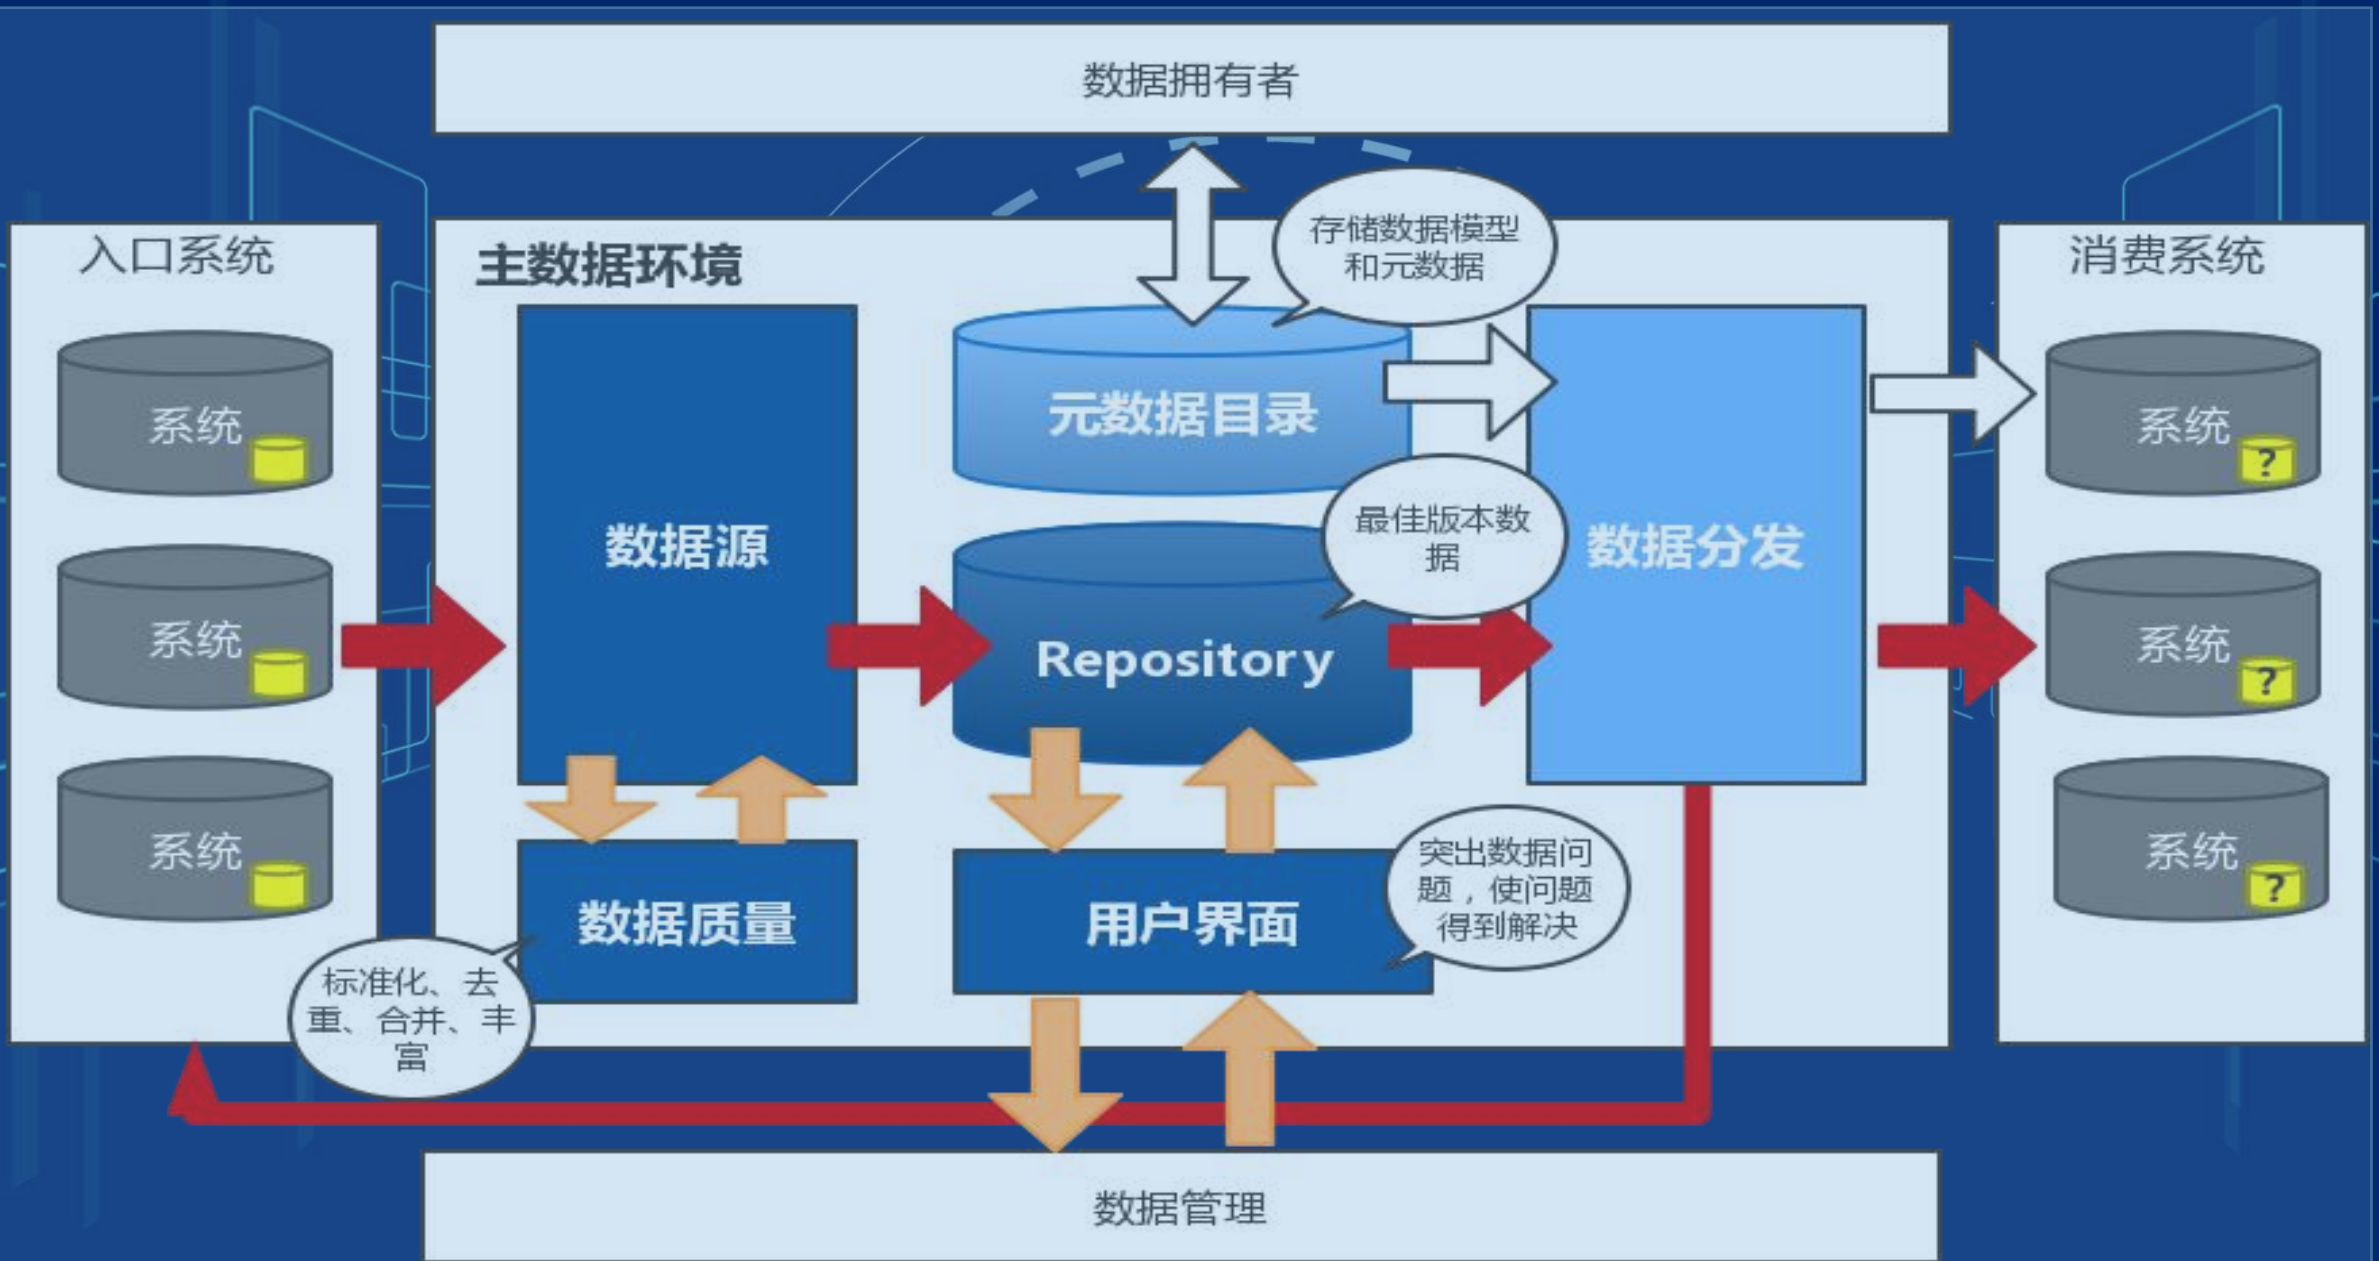 数据拥有者
入口系统
系统
系统
系统
主数据环境
数据源
数据质量
标准化、去
重、合并、丰
富
存储数据模型
和元数据
元数据目录
最佳版本数
据
Repository
用户界面
突出数据问
题，使问题
得到解决
数据分发
消费系统
系统
?
系统
?
系统
?
数据管理